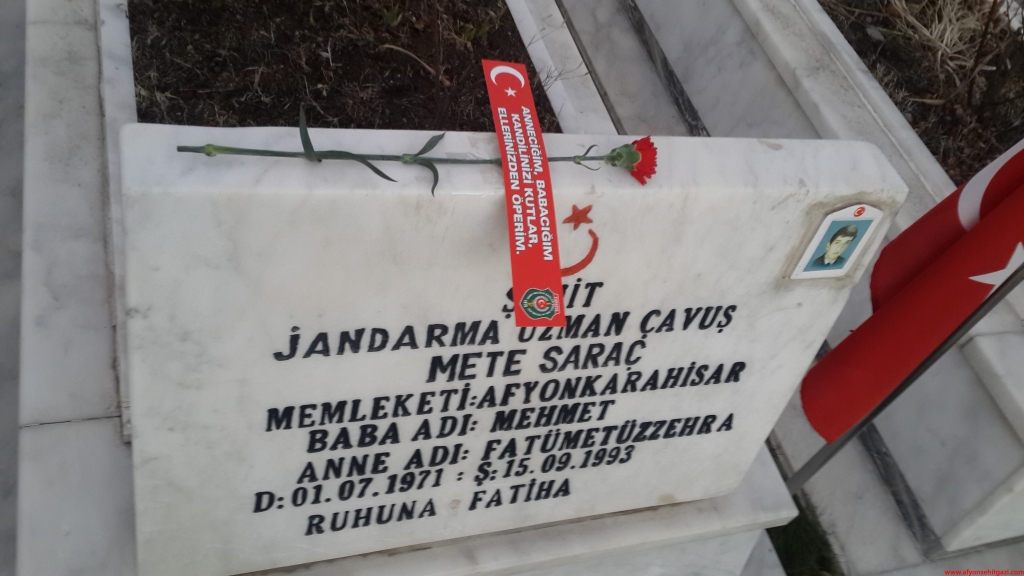 ANNECİĞİM, BABACIĞIM
KANDİLİNİZİ KUTLAR,
ELLERİNİZDEN ÖPERİM.
JANDARMA UZMAN ÇAVUŞ
METE SARAÇ
MEMLEKETİ:AFYONKARAHİSAR
BABA ADI: MEHMET
ANNE ADI: FATÜMETÜZZEHRA
D:01.07.1971 : Ş:15.09.1993
RUHUNA FATİHA
www.afyonsehitgazi.com